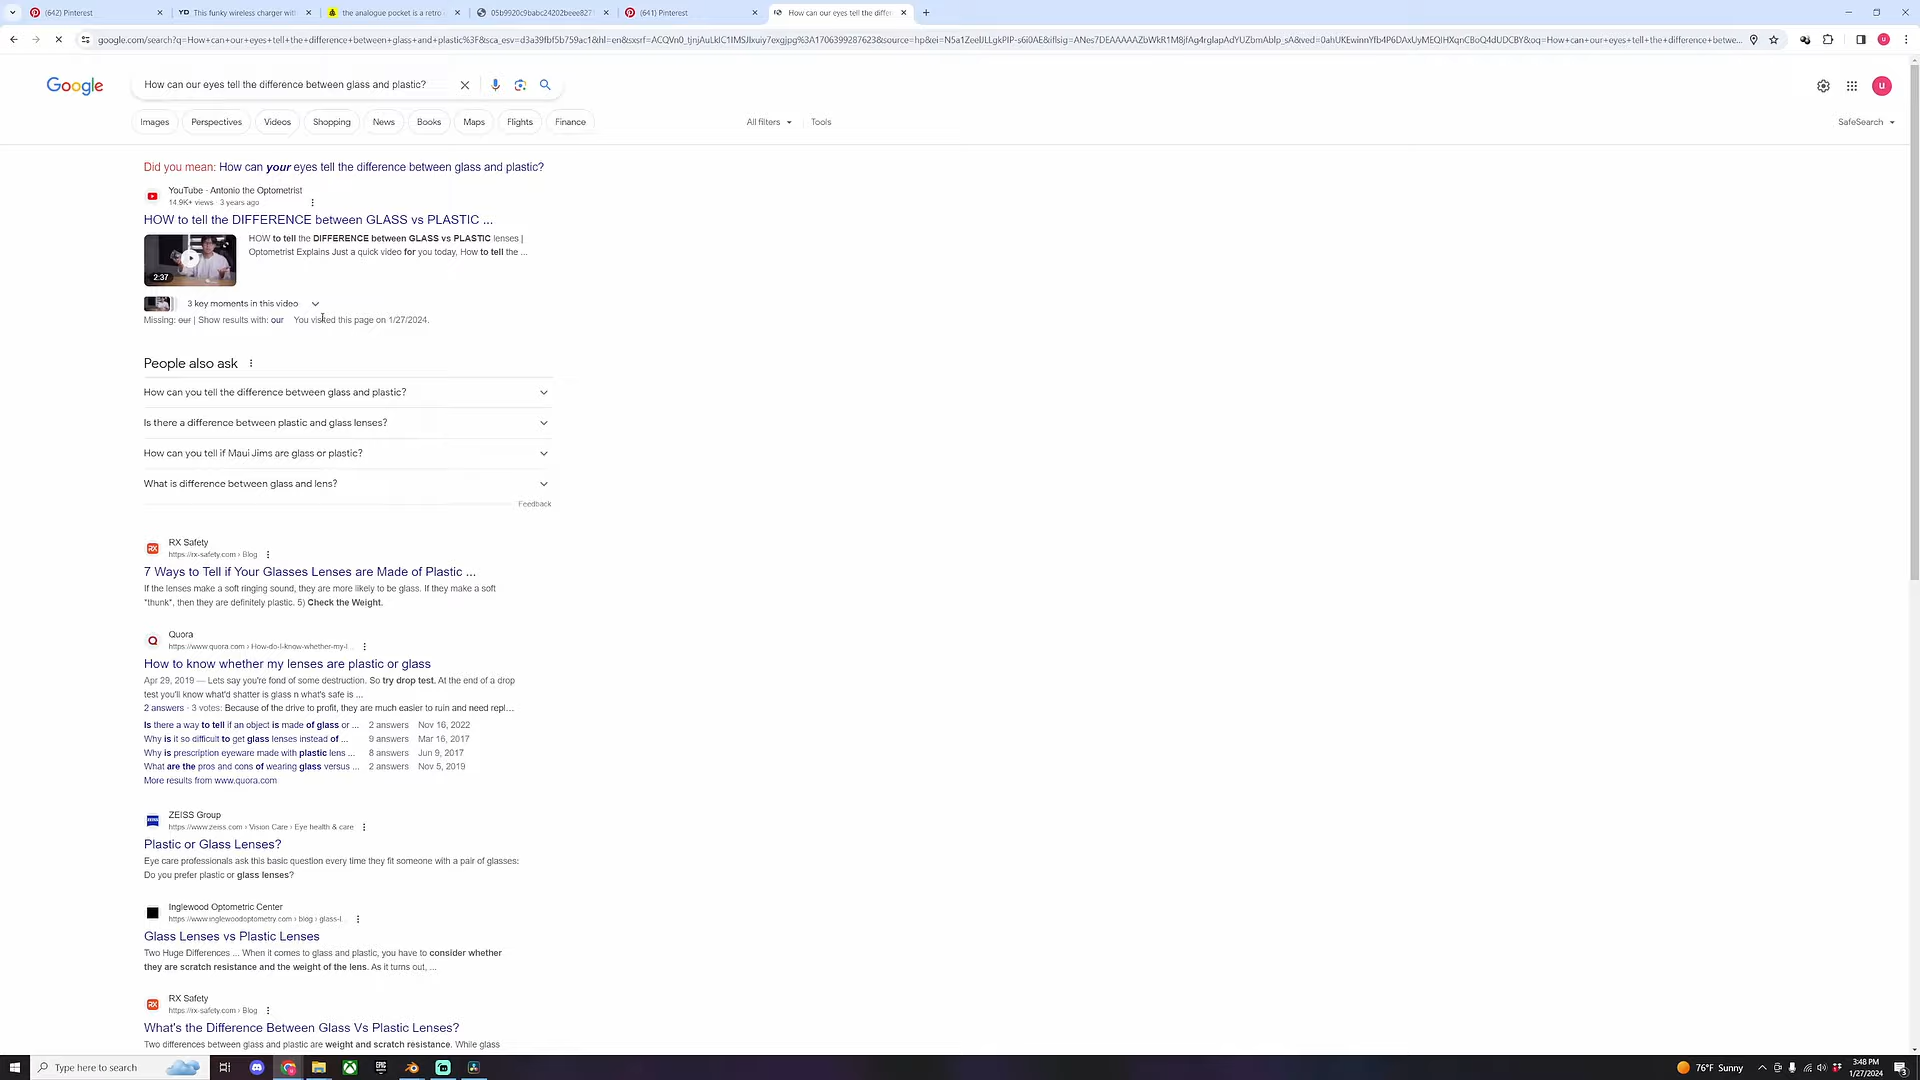 (642) Pinterest
This funky wireless charger with
the analogue pocket is a retro
05b9920c9babc24202beee827
(641) Pinterest
How can our eyes tell the differ
Google
How can our eyes tell the difference between glass and plastic?
Images
Perspectives
Videos
Shopping
News
Books
Maps
Flights
Finance
All filters
Tools
SafeSearch
Did you mean: How can your eyes tell the difference between glass and plastic?
YouTube · Antonio the Optometrist
14.9K+ views · 3 years ago
HOW to tell the DIFFERENCE between GLASS vs PLASTIC ...
HOW to tell the DIFFERENCE between GLASS vs PLASTIC lenses |
Optometrist Explains Just a quick video for you today, How to tell the ...
2:37
3 key moments in this video
Missing: our | Show results with: our You visited this page on 1/27/2024.
People also ask
How can you tell the difference between glass and plastic?
Is there a difference between plastic and glass lenses?
How can you tell if Maui Jims are glass or plastic?
What is difference between glass and lens?
Feedback
RX Safety
https://rx-safety.com › Blog
7 Ways to Tell if Your Glasses Lenses are Made of Plastic ...
If the lenses make a soft ringing sound, they are more likely to be glass. If they make a soft
"thunk", then they are definitely plastic. 5) Check the Weight.
Quora
https://www.quora.com › How-do-I-know-whether-my-l...
How to know whether my lenses are plastic or glass
Apr 29, 2019 — Lets say you're fond of some destruction. So try drop test. At the end of a drop
test you'll know what'd shatter is glass n what's safe is ...
2 answers · 3 votes: Because of the drive to profit, they are much easier to ruin and need repl...
Is there a way to tell if an object is made of glass or ... 2 answers Nov 16, 2022
Why is it so difficult to get glass lenses instead of ... 9 answers Mar 16, 2017
Why is prescription eyeware made with plastic lens ... 8 answers Jun 9, 2017
What are the pros and cons of wearing glass versus ... 2 answers Nov 5, 2019
More results from www.quora.com
ZEISS Group
https://www.zeiss.com › Vision Care › Eye health & care
Plastic or Glass Lenses?
Eye care professionals ask this basic question every time they fit someone with a pair of glasses:
Do you prefer plastic or glass lenses?
Inglewood Optometric Center
https://www.inglewoodoptometry.com › blog › glass-l...
Glass Lenses vs Plastic Lenses
Two Huge Differences ... When it comes to glass and plastic, you have to consider whether
they are scratch resistance and the weight of the lens. As it turns out, ...
RX Safety
https://rx-safety.com › Blog
What's the Difference Between Glass Vs Plastic Lenses?
Two differences between glass and plastic are weight and scratch resistance. While glass
Type here to search
76°F Sunny
3:48 PM
1/27/2024